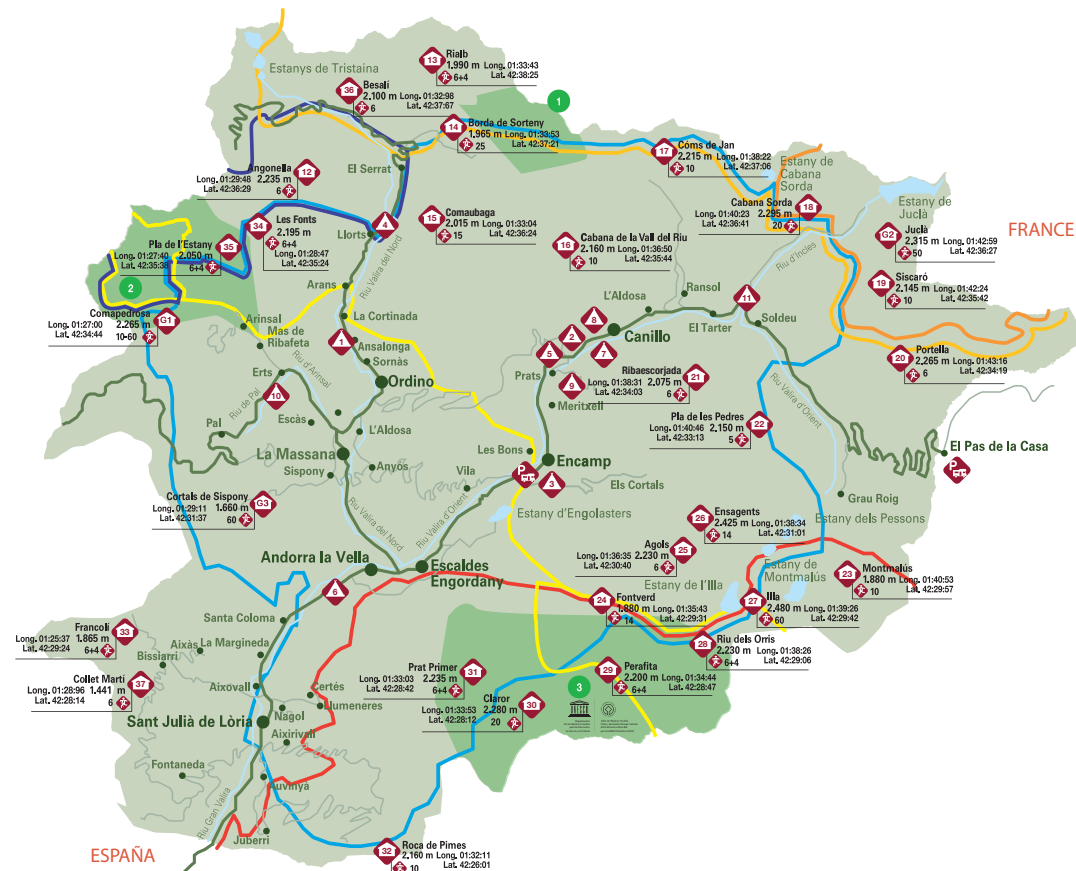 13
Rialb
1.990 m Long. 01:33:43
6+4 Lat. 42:38:25
Estanys de Tristaina
36
Besalí
2.100 m Long. 01:32:98
6 Lat. 42:37:67
1
14
Borda de Sorteny
1.965 m Long. 01:33:53
25 Lat. 42:37:21
17
Cóms de Jan
2.215 m Long. 01:38:22
10 Lat. 42:37:06
Estany de
Cabana
Sorda
El Serrat
Angonella
12
Long. 01:29:48 2.235 m
Lat. 42:36:29 6
Cabana Sorda
18
Long. 01:40:23 2.295 m
Lat. 42:36:41 20
Estany de
Juclà
FRANCE
G2
Juclà
2.315 m Long. 01:42:59
50 Lat. 42:36:27
34
Les Fonts
2.195 m
6+4
Long. 01:28:47
Lat. 42:35:24
4
Llorts
15
Comaubaga
2.015 m Long. 01:33:04
15 Lat. 42:36:24
16
Cabana de la Vall del Riu
2.160 m Long. 01:36:50
10 Lat. 42:35:44
Riu d'Incles
Pla de l'Estany
35
Long. 01:27:40 2.050 m
Lat. 42:35:38 6+4
Riu Valira del Nord
19
Siscaró
2.145 m Long. 01:42:24
10 Lat. 42:35:42
2
Arans
Ransol
L'Aldosa
11
Comapedrosa
G1
Long. 01:27:00 2.265 m
Lat. 42:34:44 10-60
Arinsal
La Cortinada
8
El Tarter
Soldeu
Mas de
Ribafeta
1
Ansalonga
2
Canillo
Sornàs
5
7
Riu d'Arinsal
Prats
Ribaescorjada
21
Long. 01:38:31 2.075 m
Lat. 42:34:03 6
20
Portella
2.265 m Long. 01:43:16
6 Lat. 42:34:19
Erts
Ordino
9
Riu de Pal
10
Meritxell
Riu Valira d'Orient
Escàs
Pla de les Pedres
22
Long. 01:40:46 2.150 m
Lat. 42:33:13 5
Pal
L'Aldosa
La Massana
Les Bons
El Pas de la Casa
P
Anyós
Encamp
Sispony
Vila
P
3
Els Cortals
Grau Roig
Cortals de Sispony
G3
Long. 01:29:11 1.660 m
Lat. 42:31:37 60
Riu Valira del Nord
Riu Valira d'Orient
Estany d'Engolasters
Estany dels Pessons
26
Ensagents
2.425 m Long. 01:38:34
14 Lat. 42:31:01
Agols
25
Long. 01:36:35 2.230 m
Lat. 42:30:40 6
Andorra la Vella
Escaldes
Engordany
Estany de l'Illa
Estany de
Montmalús
23
Montmalús
1.880 m Long. 01:40:53
10 Lat. 42:29:57
6
24
Fontverd
1.880 m Long. 01:35:43
14 Lat. 42:29:31
27
Illa
2.480 m Long. 01:39:26
60 Lat. 42:29:42
Santa Coloma
Francolí
33
Long. 01:25:37 1.865 m
Lat. 42:29:24 6+4
Aixàs
La Margineda
Bissiarri
28
Riu dels Orris
2.230 m Long. 01:38:26
6+4 Lat. 42:29:06
Collet Martí
37
Long. 01:28:96 1.441 m
Lat. 42:28:14 6
Aixovall
Certés
Llumeneres
Prat Primer
31
Long. 01:33:03 2.235 m
Lat. 42:28:42 6+4
29
Perafita
2.200 m Long. 01:34:44
6+4 Lat. 42:28:47
3
Claror
30
Long. 01:33:53 2.280 m
Lat. 42:28:12 20
Nagol
Sant Julià de Lòria
Aixirivall
Fontaneda
Auvinyà
Riu Gran Valira
Juberri
ESPAÑA
32
Roca de Pimes
2.160 m Long. 01:32:11
10 Lat. 42:26:01